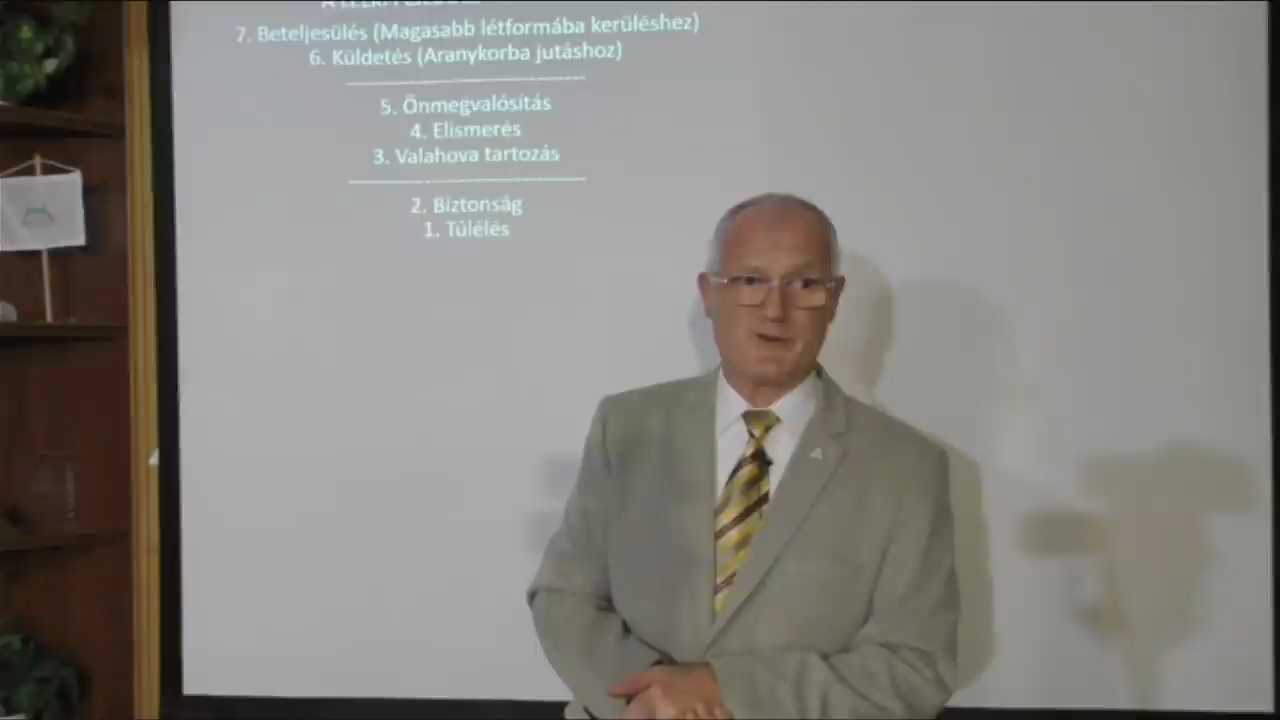 7. Beteljesülés (Magasabb létformába kerüléshez)
6. Küldetés (Aranykorba jutáshoz)
5. Önmegvalósítás
4. Elismerés
3. Valahova tartozás
2. Biztonság
1. Túlélés